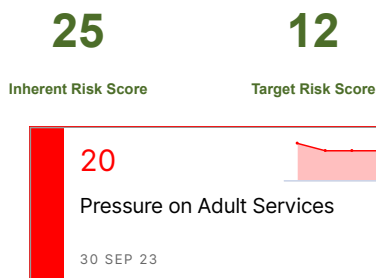 25 12
Inherent Risk Score Target Risk Score
20
Pressure on Adult Services
30 SEP 23